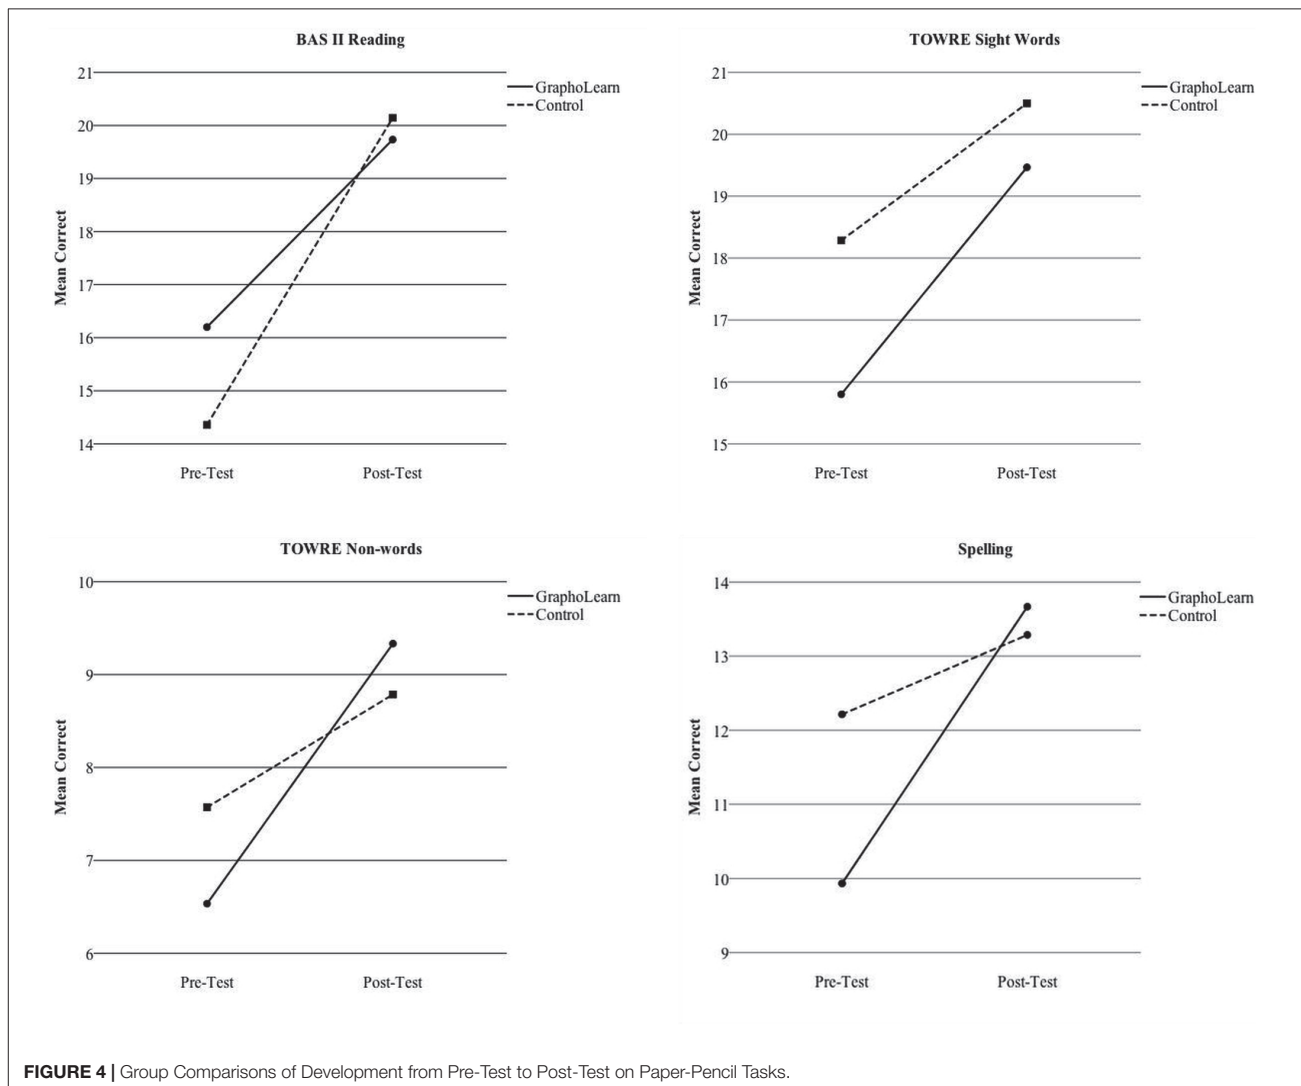 BAS II Reading
21
20
19
18
17
16
15
14
Mean Correct
Pre-Test
Post-Test
GraphoLearn
Control
TOWRE Sight Words
21
20
19
18
17
16
15
Mean Correct
Pre-Test
Post-Test
GraphoLearn
Control
TOWRE Non-words
10
9
8
7
6
Mean Correct
Pre-Test
Post-Test
GraphoLearn
Control
Spelling
14
13
12
11
10
9
Mean Correct
Pre-Test
Post-Test
GraphoLearn
Control
FIGURE 4 | Group Comparisons of Development from Pre-Test to Post-Test on Paper-Pencil Tasks.